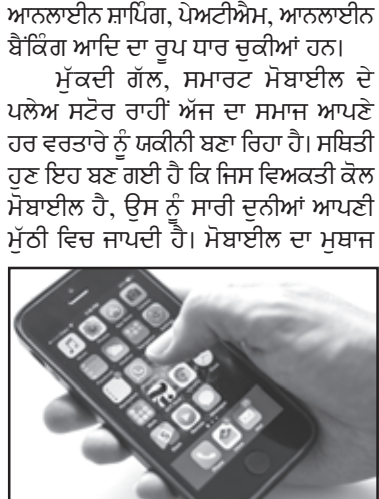 ਆਨਲਾਈਨ ਸ਼ਾਪਿੰਗ, ਪੇਅਟੀਐਮ, ਆਨਲਾਈਨ
ਬੈਂਕਿੰਗ ਆਦਿ ਦਾ ਰੂਪ ਧਾਰ ਚੁਕੀਆਂ ਹਨ।
ਮੁੱਕਦੀ ਗੱਲ, ਸਮਾਰਟ ਮੋਬਾਈਲ ਦੇ
ਪਲੇਅ ਸਟੋਰ ਰਾਹੀਂ ਅੱਜ ਦਾ ਸਮਾਜ ਆਪਣੇ
ਹਰ ਵਰਤਾਰੇ ਨੂੰ ਯਕੀਨੀ ਬਣਾ ਰਿਹਾ ਹੈ। ਸਥਿਤੀ
ਹੁਣ ਇਹ ਬਣ ਗਈ ਹੈ ਕਿ ਜਿਸ ਵਿਅਕਤੀ ਕੋਲ
ਮੋਬਾਈਲ ਹੈ, ਉਸ ਨੂੰ ਸਾਰੀ ਦੁਨੀਆਂ ਆਪਣੀ
ਮੁੱਠੀ ਵਿਚ ਜਾਪਦੀ ਹੈ। ਮੋਬਾਈਲ ਦਾ ਮੁਥਾਜ